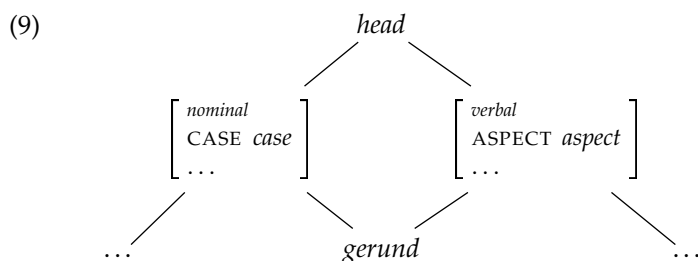 (9)
head
nominal
CASE case
...
verbal
ASPECT aspect
...
... gerund ...